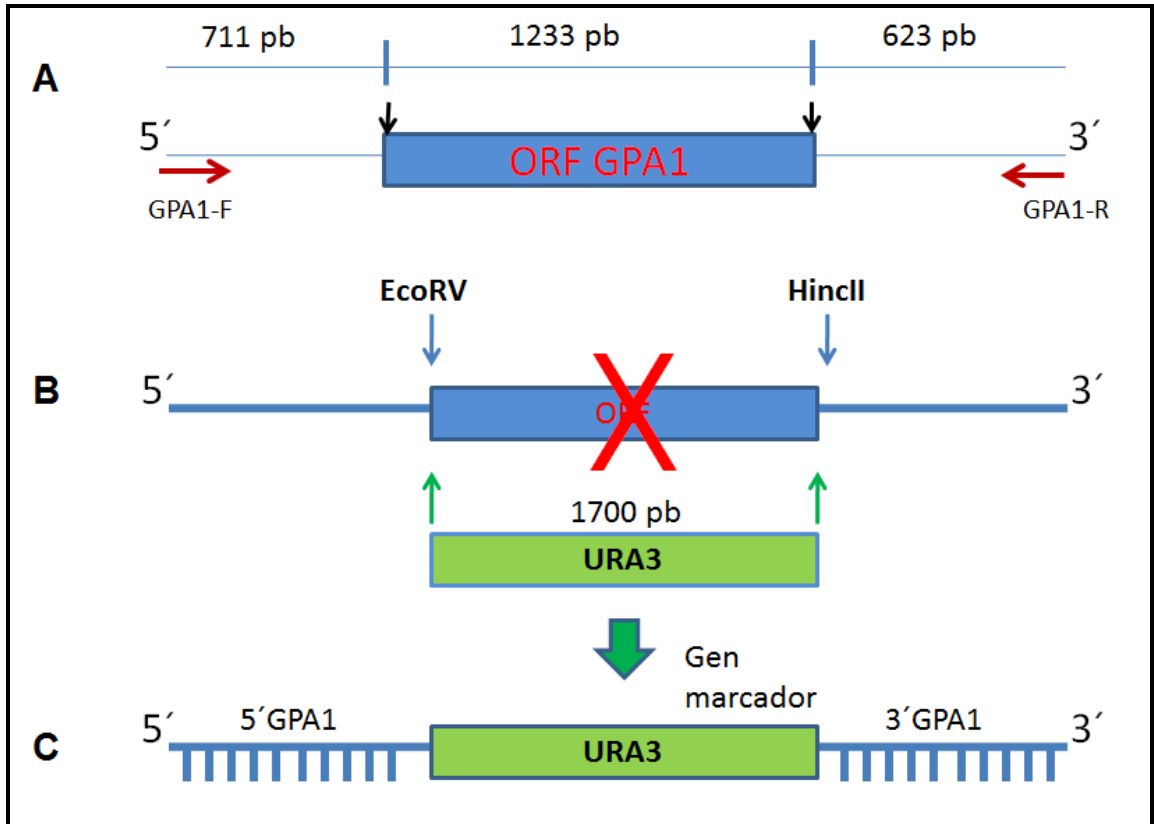 711 pb 1233 pb 623 pb
A
5´ ORF GPA1 3´
GPA1-F GPA1-R
EcoRV HincII
B 5´ ORF 3´
1700 pb
URA3
Gen
marcador
5´ 5´GPA1 3´GPA1 3´
C URA3